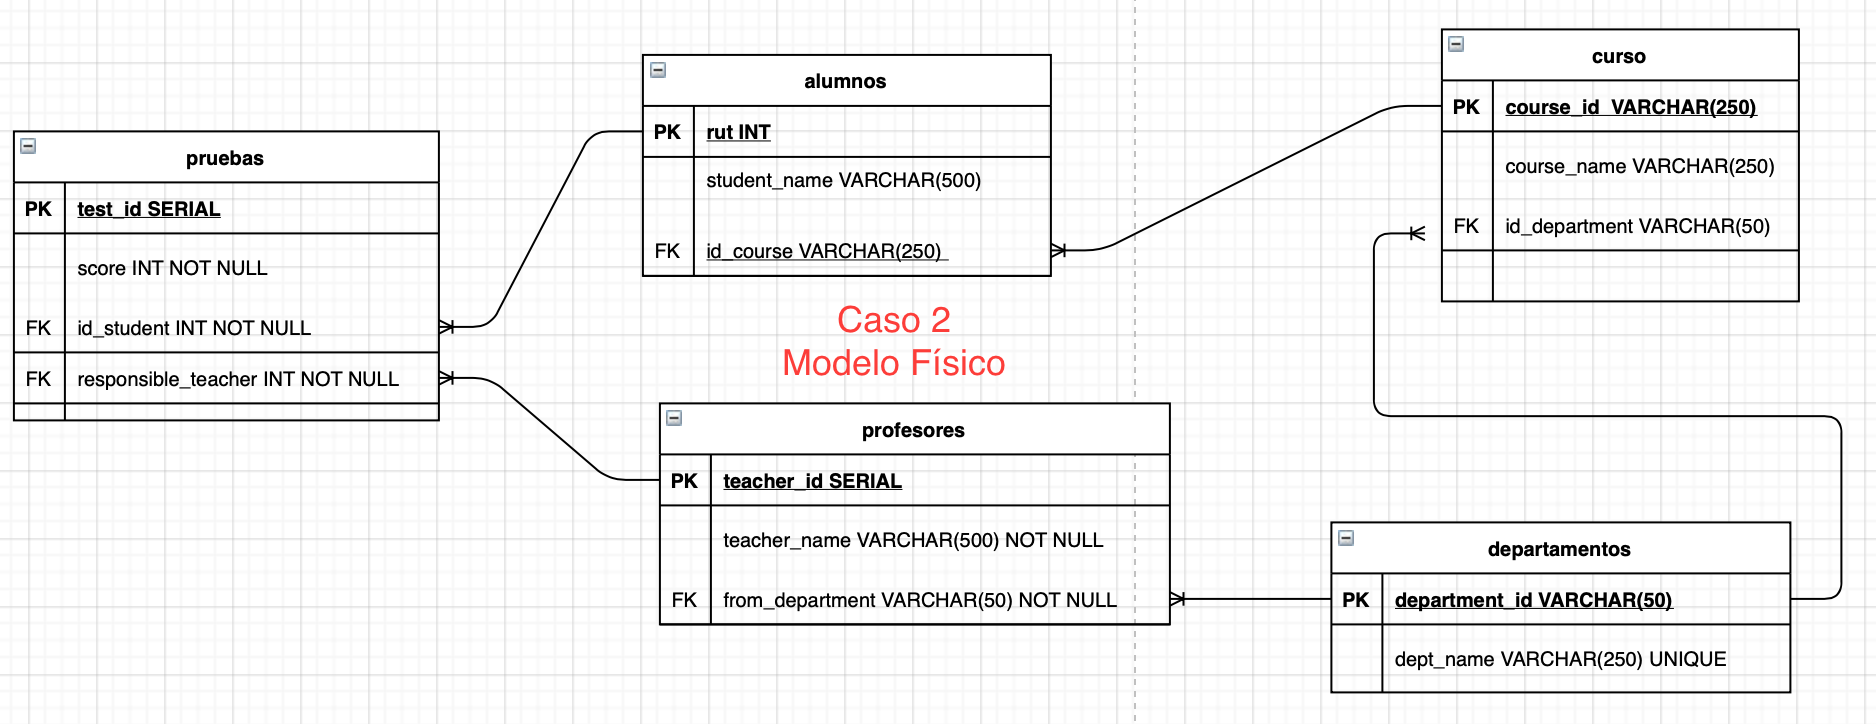 pruebas
PK test_id SERIAL
score INT NOT NULL
FK id_student INT NOT NULL
FK responsible_teacher INT NOT NULL
alumnos
PK rut INT
student_name VARCHAR(500)
FK id_course VARCHAR(250)
curso
PK course_id VARCHAR(250)
course_name VARCHAR(250)
FK id_department VARCHAR(50)
Caso 2
Modelo Físico
profesores
PK teacher_id SERIAL
teacher_name VARCHAR(500) NOT NULL
FK from_department VARCHAR(50) NOT NULL
departamentos
PK department_id VARCHAR(50)
dept_name VARCHAR(250) UNIQUE